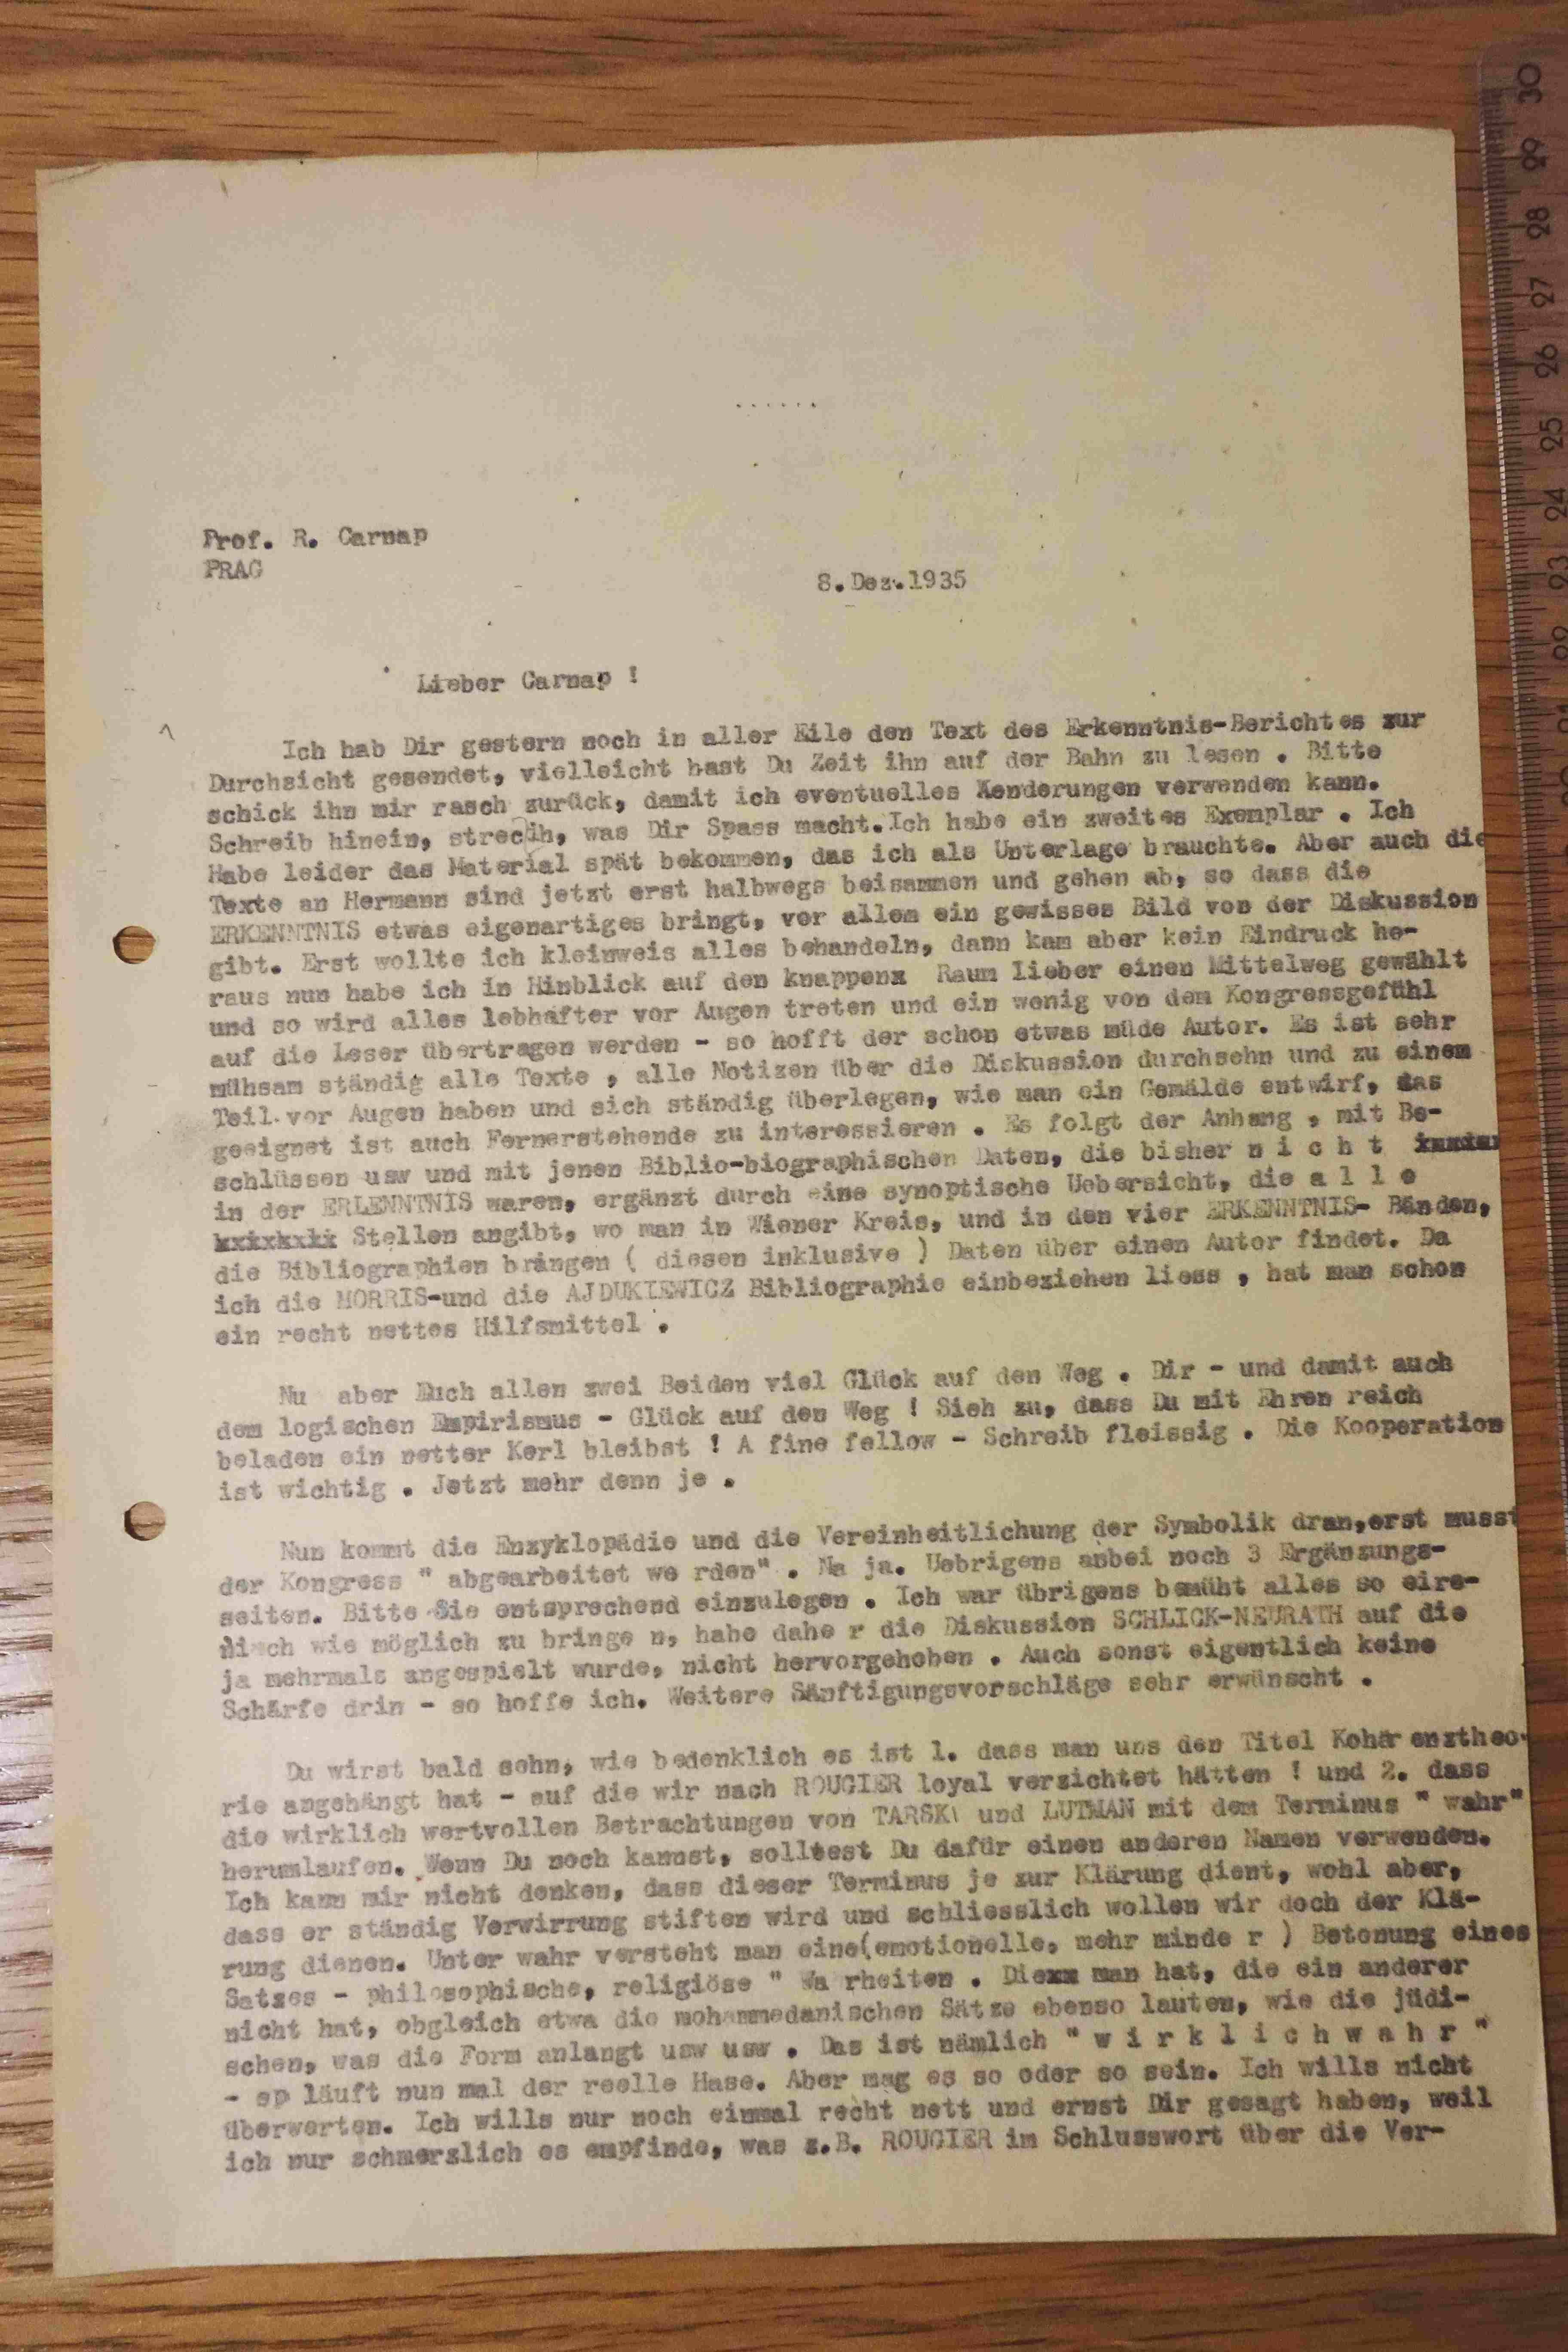 Prof. R. Carnap
PRAG
8.Dez.1935
Lieber Carnap !
Ich hab Dir gestern noch in aller Eile den Text des Erkenntnis-Berichtes zur
Durchsicht gesendet, vielleicht hast Du Zeit ihn auf der Bahn zu lesen . Bitte
schick ihn mir rasch zurück, damit ich eventuelles Aenderungen verwenden kann.
Schreib hinein, was Dir Spass macht.Ich habe ein zweites Exemplar . Ich
Habe leider das Material spät bekommen, das ich als Unterlage brauchte. Aber auch die
Texte an Hermann sind jetzt erst halbwegs beisammen und gehen ab, so dass die
ERKENNTNIS etwas eigenartiges bringt, vor allem ein gewisses Bild von der Diskussion
gibt. Erst wollte ich kleinweis alles behandeln, dann kam aber kein Eindruck he-
raus nun habe ich in Hinblick auf den knappenx Raum lieber einen Mittelweg gewählt
und so wird alles lebhafter vor Augen treten und ein wenig von dem Kongressgefühl
auf die Leser übertragen werden - so hofft der schon etwas müde Autor. Es ist sehr
mühsam ständig alle Texte , alle Notizen über die Diskussion durchsehn und zu einem
Teil vor Augen haben und sich ständig überlegen, wie man ein Gemälde entwirf, das
geeignet ist auch Fernerstehende zu interessieren . Es folgt der Anhang , mit Be-
schlüssen usw und mit jenen Biblio-biographischen Daten, die bisher n i c h t
in der ERLENNTNIS waren, ergänzt durch eine synoptische Uebersicht, die a l l e
Stellen angibt, wo man in Wiener Kreis, und in den vier ERKENNTNIS- Bänden,
die Bibliographien bringen ( diesen inklusive ) Daten über einen Autor findet. Da
ich die MORRIS-und die AJDUKIEWICZ Bibliographie einbeziehen liess , hat man schon
ein recht nettes Hilfsmittel .
Nu aber Euch allen zwei Beiden viel Glück auf den Weg . Dir - und damit auch
dem logischen Empirismus - Glück auf den Weg ! Sieh zu, dass Du mit Ehren reich
beladen ein netter Kerl bleibst ! A fine fellow - Schreib fleissig . Die Kooperation
ist wichtig . Jetzt mehr denn je .
Nun kommt die Enzyklopädie und die Vereinheitlichung der Symbolik dran,erst musst
der Kongress " abgearbeitet we rden" . Na ja. Uebrigens anbei noch 3 Ergänzungs-
seiten. Bitte Sie entsprechend einzulegen . Ich war übrigens bemüht alles so eire-
nisch wie möglich zu bringe n, habe dahe r die Diskussion SCHLICK-NEURATH auf die
ja mehrmals angespielt wurde, nicht hervorgehoben . Auch sonst eigentlich keine
Schärfe drin - so hoffe ich. Weitere Sänftigungsvorschläge sehr erwünscht .
Du wirst bald sehn, wie bedenklich es ist 1. dass man uns den Titel Kohär enztheo-
rie angehängt hat - auf die wir nach ROUGIER loyal verzichtet hätten ! und 2. dass
die wirklich wertvollen Betrachtungen von TARSKI und LUTMAN mit dem Terminus " wahr"
herumlaufen. Wenn Du noch kannst, solltest Du dafür einen anderen Namen verwenden.
Ich kann mir nicht denken, dass dieser Terminus je zur Klärung dient, wohl aber,
dass er ständig Verwirrung stiften wird und schliesslich wollen wir doch der Klä-
rung dienen. Unter wahr versteht man eine(emotionelle, mehr minde r ) Betonung eines
Satzes - philosophische, religiöse " Wa rheiten . Diexx man hat, die ein anderer
nicht hat, obgleich etwa die mohammedanischen Sätze ebenso lauten, wie die jüdi-
schen, was die Form anlangt usw usw . Das ist nämlich " w i r k l i c h w a h r "
- sp läuft nun mal der reelle Hase. Aber mag es so oder so sein. Ich wills nicht
überwerten. Ich wills nur noch einmal recht nett und ernst Dir gesagt haben, weil
ich nur schmerzlich es empfinde, was z.B. ROUGIER im Schlusswort über die Ver-
30
29
28
27
26
25
24
23
22